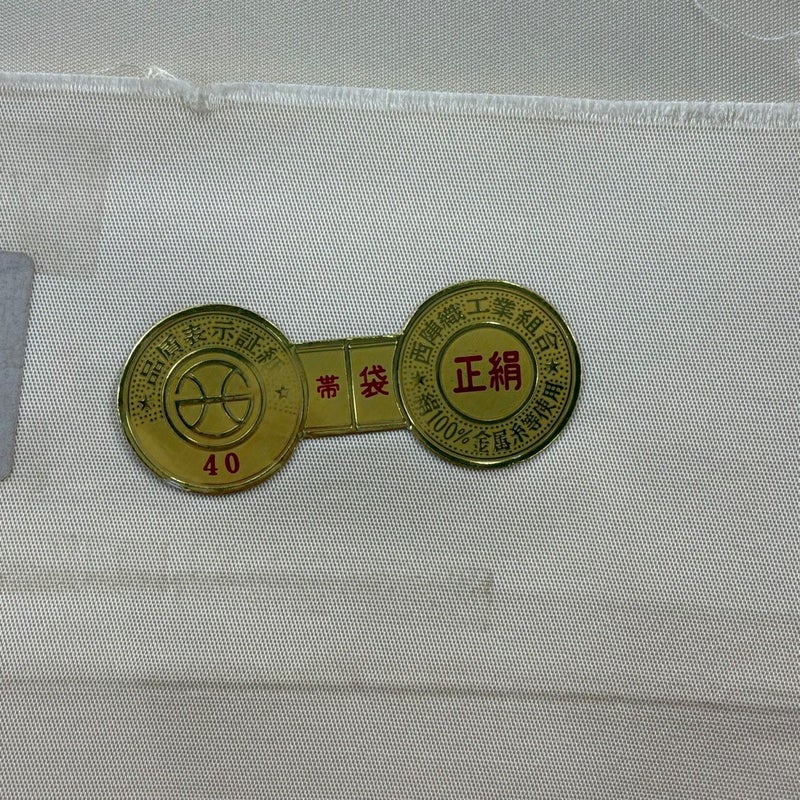 品質表示証紙
40
帯
袋
西陣織工業組合
正絹
絹100%金属糸等使用